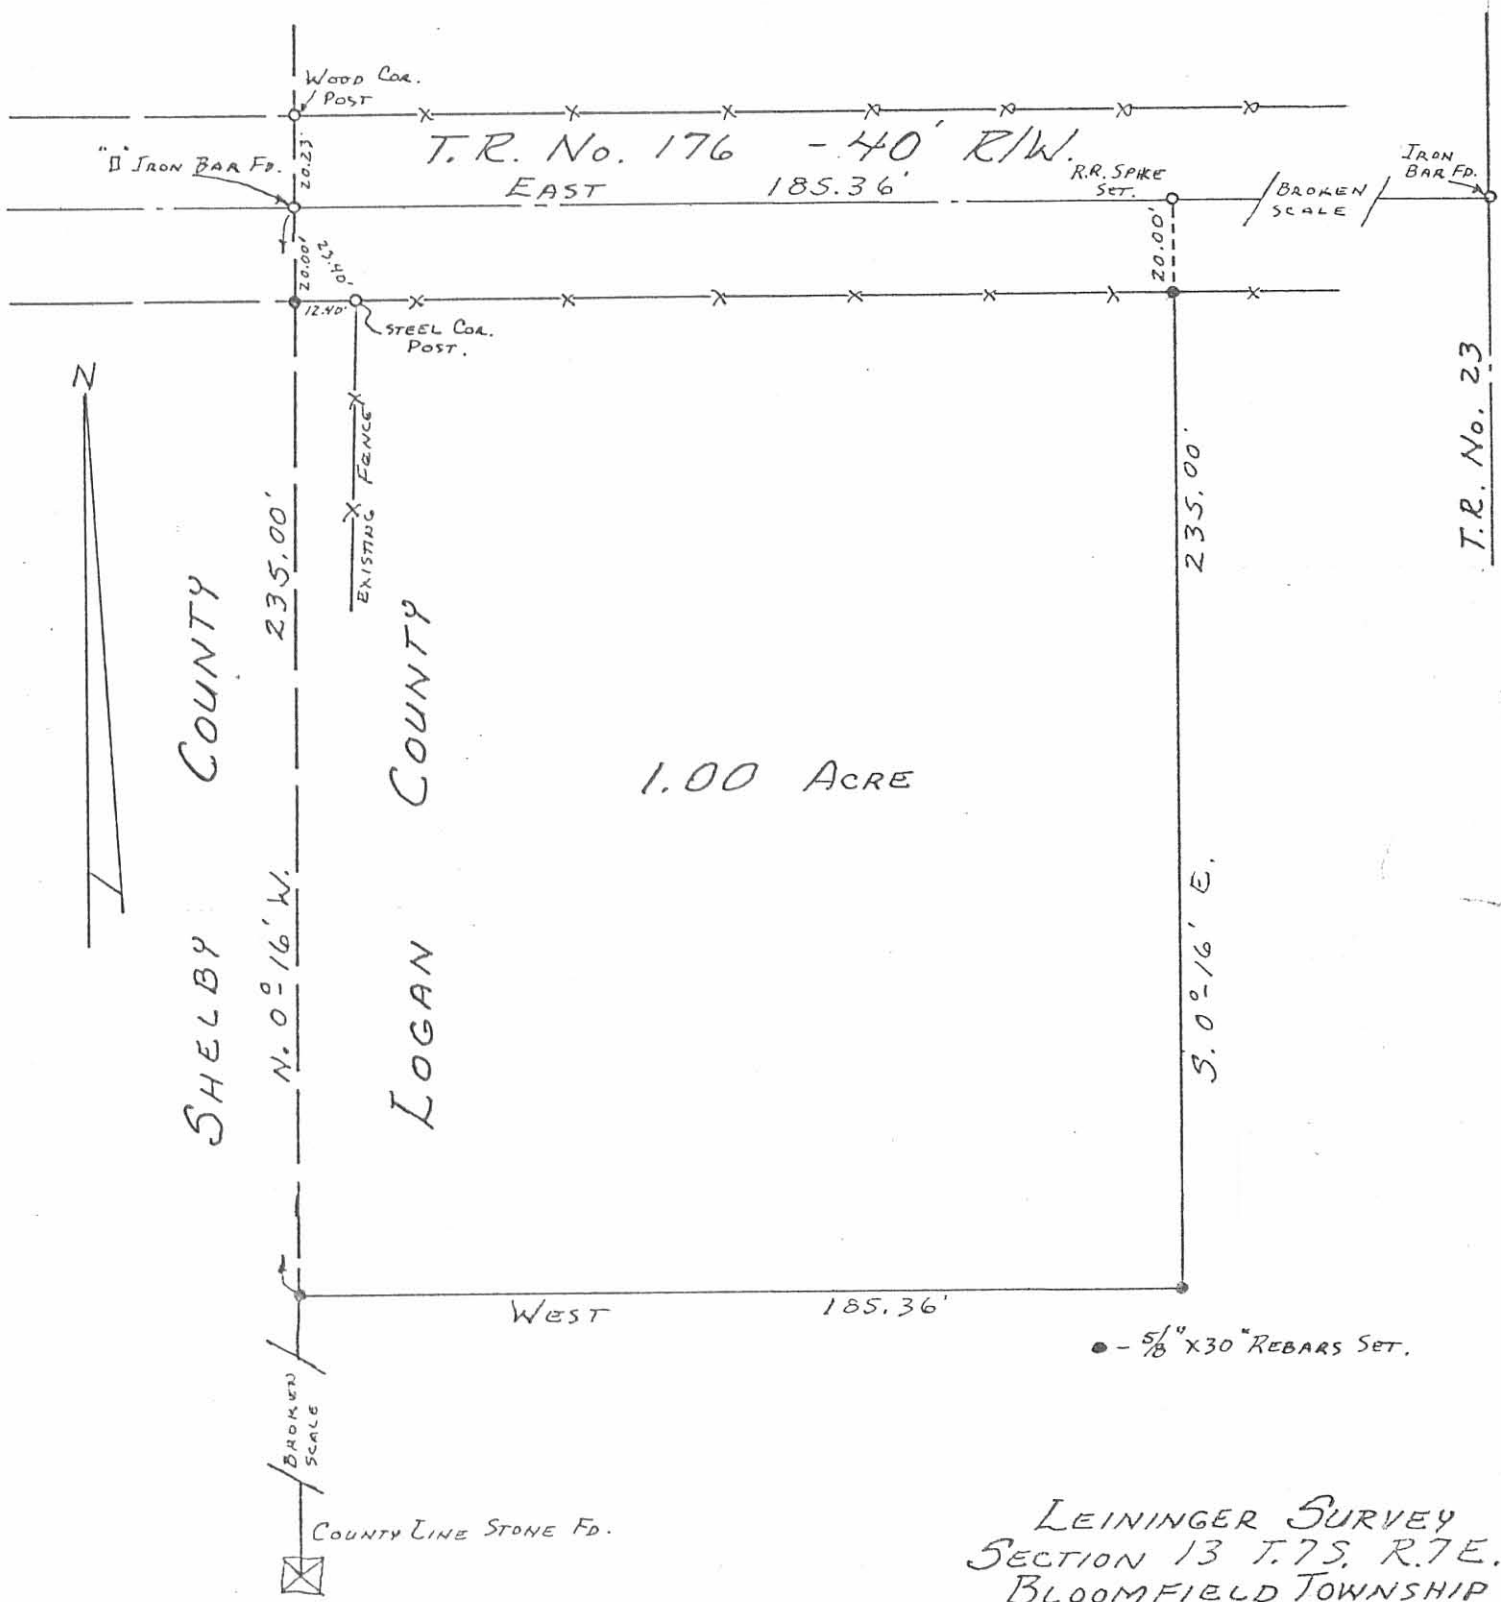 WOOD COR.
POST
T.R. No. 176 - 40' R/W.
"D" IRON BAR FD.
20.23'
EAST 185.36'
R.R. SPIKE
SET.
BROKEN
SCALE
IRON
BAR FD.
20.00'
12.40'
20.00'
STEEL COR.
POST.
N
EXISTING FENCE
T.R. No. 23
SHELBY COUNTY
N. 0°-16' W. 235.00'
LOGAN COUNTY
1.00 ACRE
235.00'
S. 0°-16' E.
WEST 185.36'
● - 5/8" X 30" REBARS SET.
BROKEN
SCALE
COUNTY LINE STONE FD.
LEININGER SURVEY
SECTION 13 T.7S. R.7E.
BLOOMFIELD TOWNSHIP